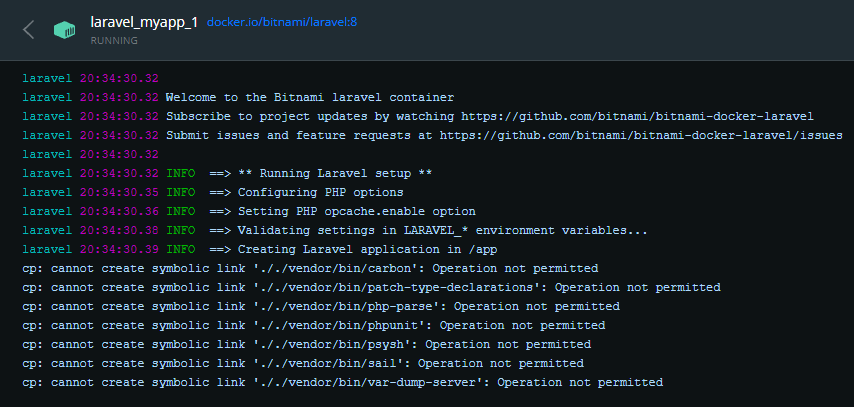 laravel_myapp_1 docker.io/bitnami/laravel:8
RUNNING
laravel 20:34:30.32
laravel 20:34:30.32 Welcome to the Bitnami laravel container
laravel 20:34:30.32 Subscribe to project updates by watching https://github.com/bitnami/bitnami-docker-laravel
laravel 20:34:30.32 Submit issues and feature requests at https://github.com/bitnami/bitnami-docker-laravel/issues
laravel 20:34:30.32
laravel 20:34:30.32 INFO  ==> ** Running Laravel setup **
laravel 20:34:30.35 INFO  ==> Configuring PHP options
laravel 20:34:30.36 INFO  ==> Setting PHP opcache.enable option
laravel 20:34:30.38 INFO  ==> Validating settings in LARAVEL_* environment variables...
laravel 20:34:30.39 INFO  ==> Creating Laravel application in /app
cp: cannot create symbolic link '././vendor/bin/carbon': Operation not permitted
cp: cannot create symbolic link '././vendor/bin/patch-type-declarations': Operation not permitted
cp: cannot create symbolic link '././vendor/bin/php-parse': Operation not permitted
cp: cannot create symbolic link '././vendor/bin/phpunit': Operation not permitted
cp: cannot create symbolic link '././vendor/bin/psysh': Operation not permitted
cp: cannot create symbolic link '././vendor/bin/sail': Operation not permitted
cp: cannot create symbolic link '././vendor/bin/var-dump-server': Operation not permitted